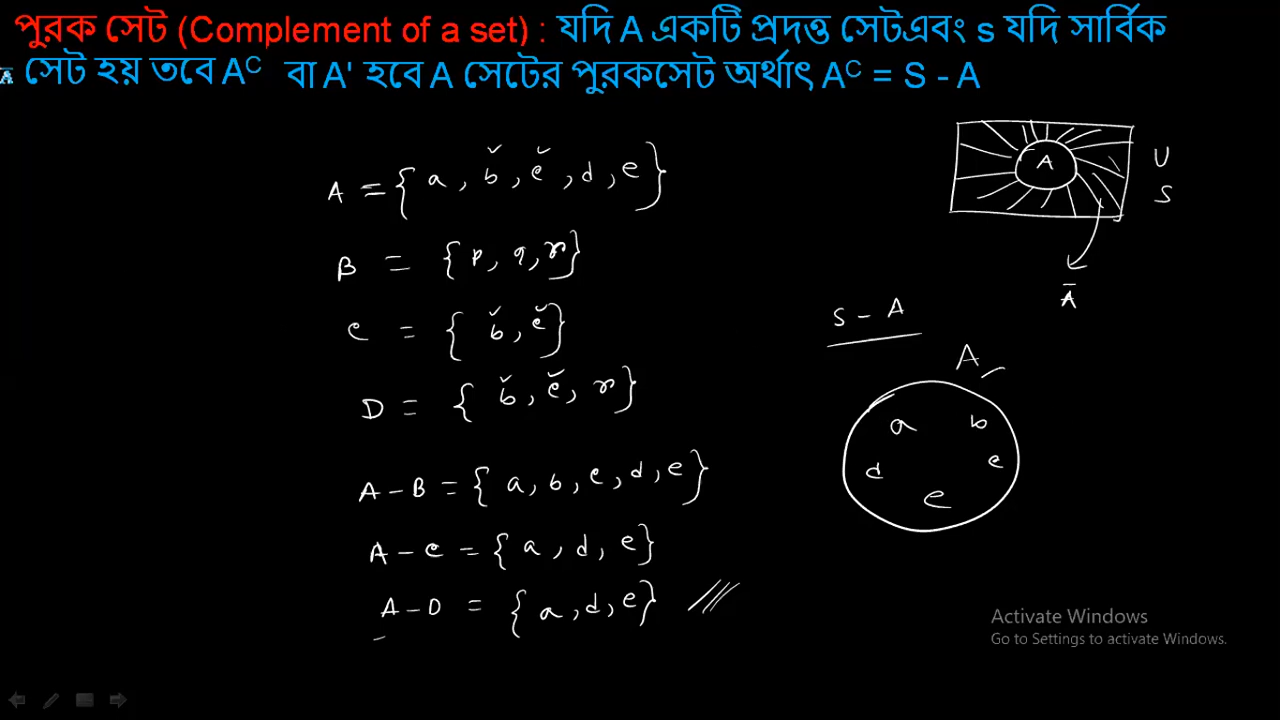 পুরক সেট (Complement of a set) : যদি A একটি প্রদত্ত সেটএবং s যদি সার্বিক
সেট হয় তবে Aᶜ বা A' হবে A সেটের পুরকসেট অর্থাৎ Aᶜ = S - A
A = {a, b, c, d, e}
B = {p, q, r}
C = {b, c}
D = {b, c, r}
A - B = {a, b, c, d, e}
A - C = {a, d, e}
A - D = {a, d, e}
A
U
S
Ā
S - A
A
a b
d c
e
Activate Windows
Go to Settings to activate Windows.